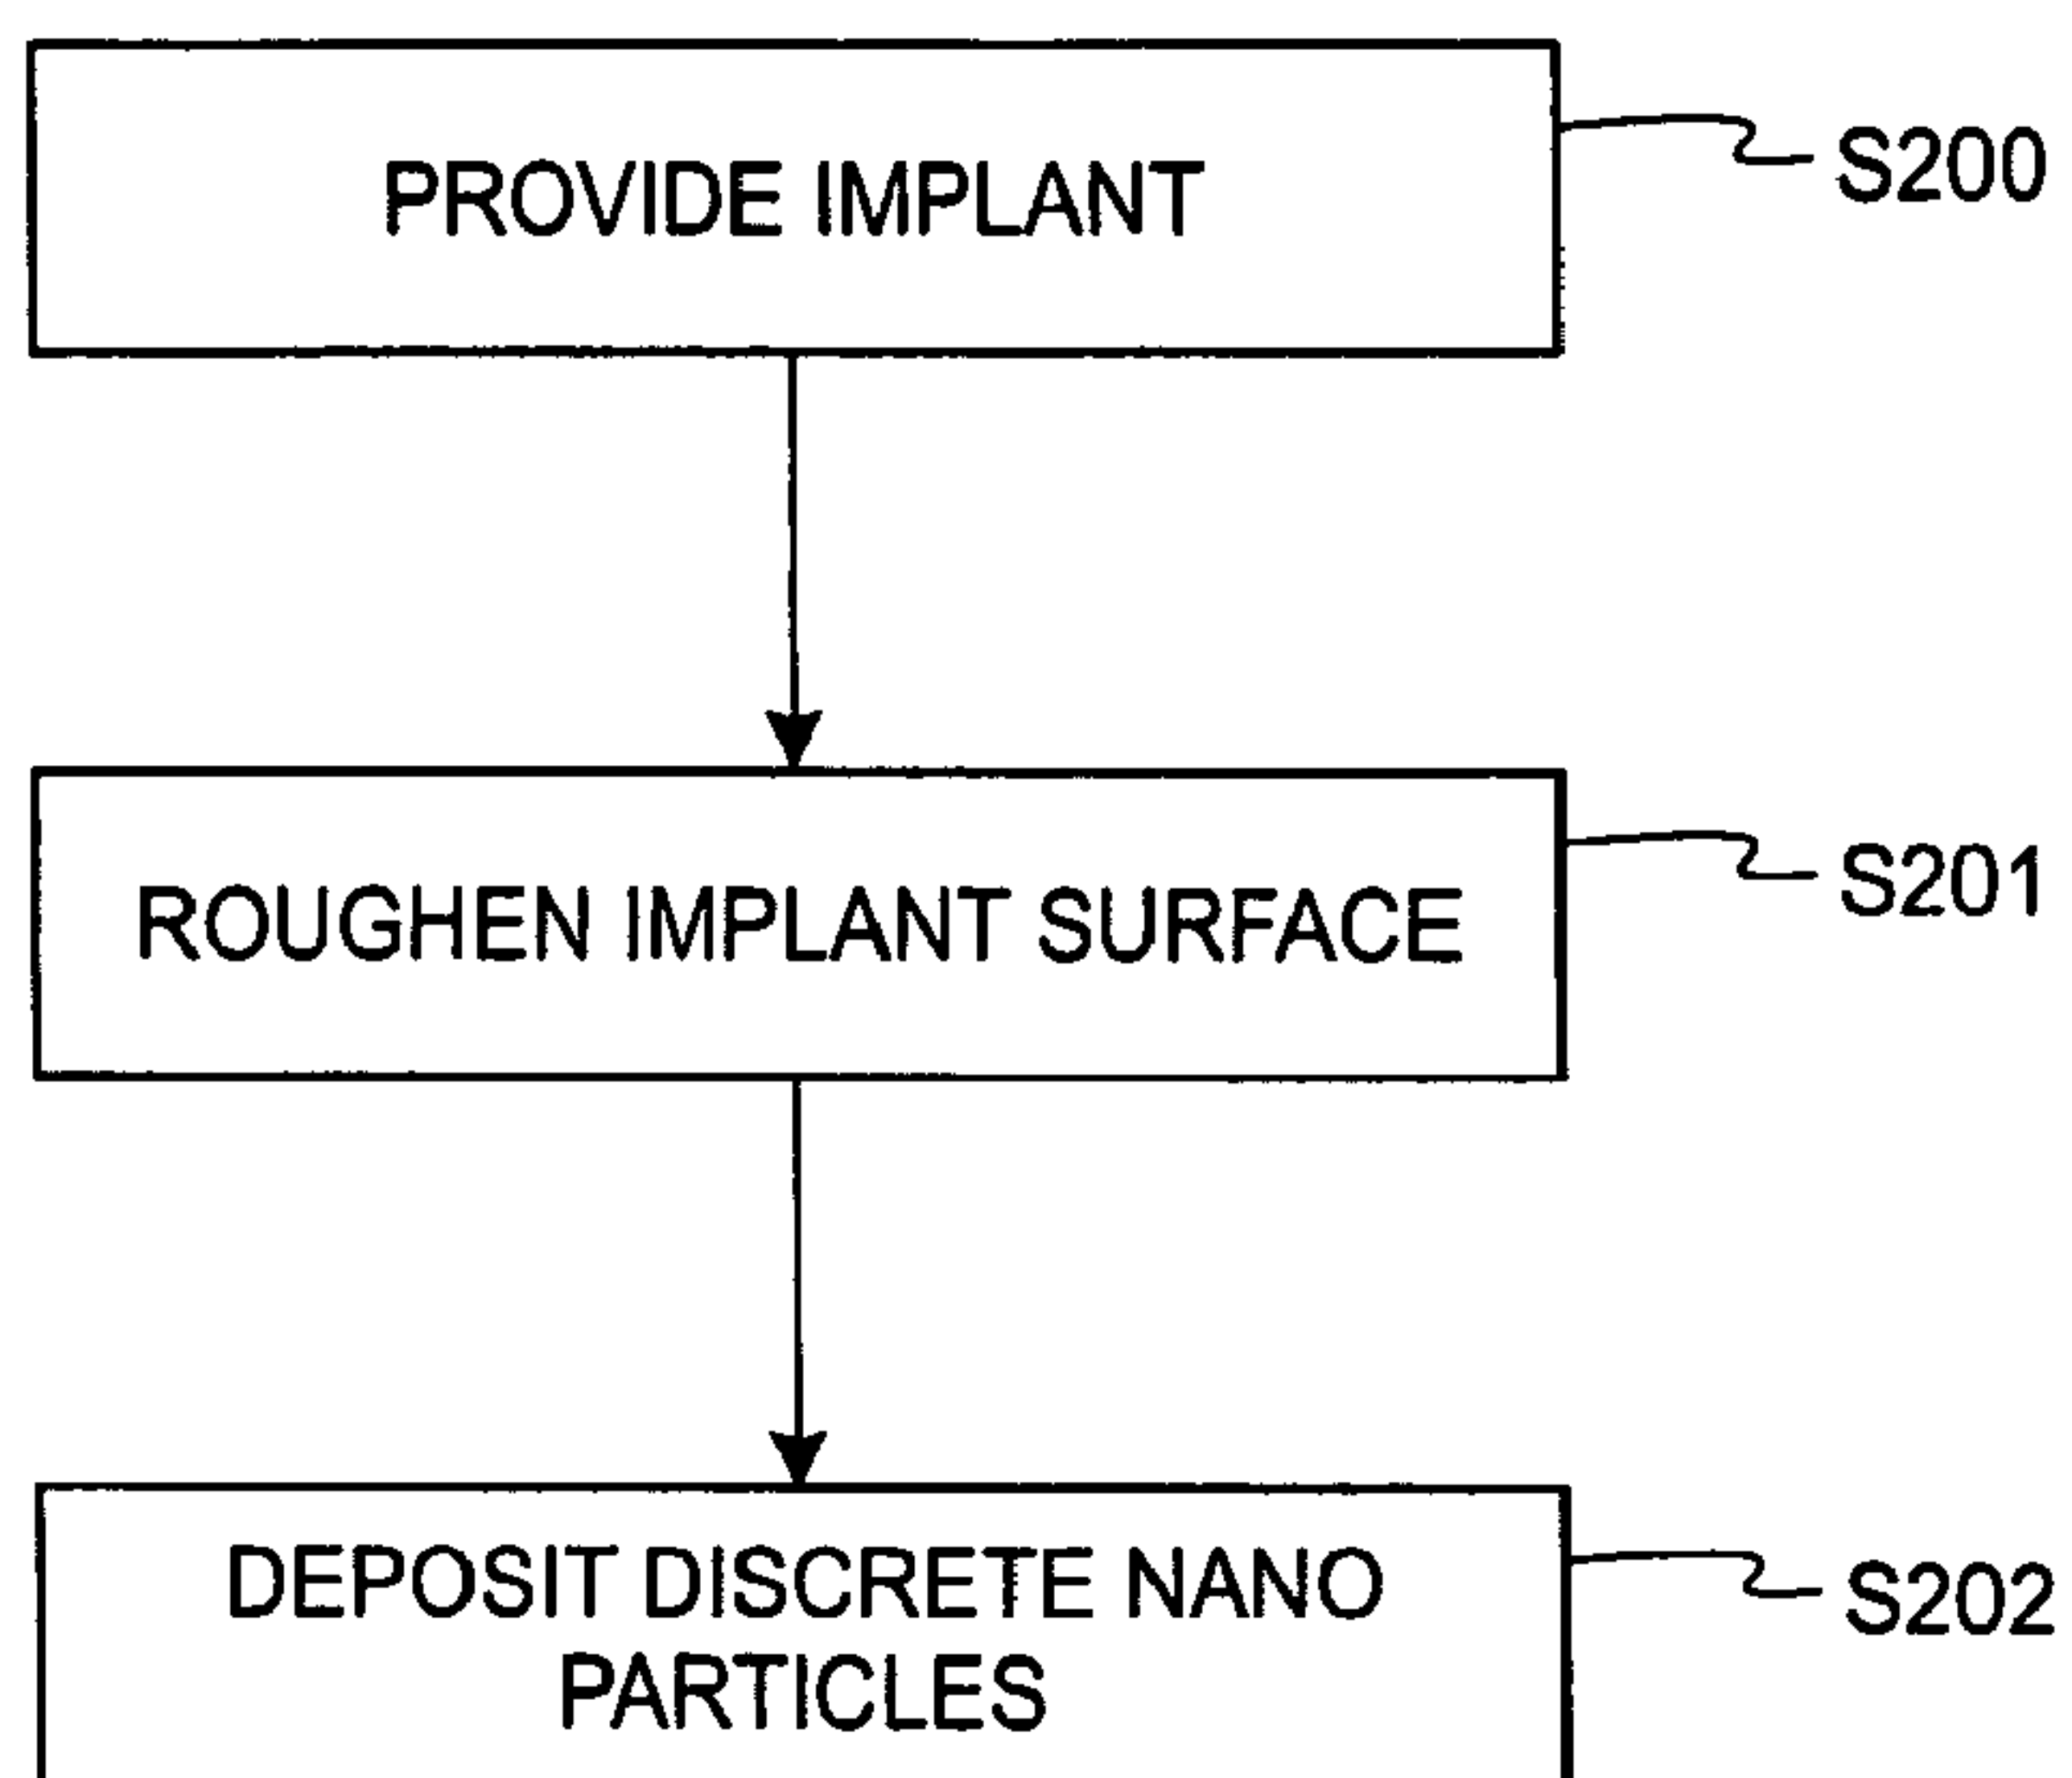 PROVIDE IMPLANT
S200
ROUGHEN IMPLANT SURFACE
S201
DEPOSIT DISCRETE NANO
PARTICLES
S202